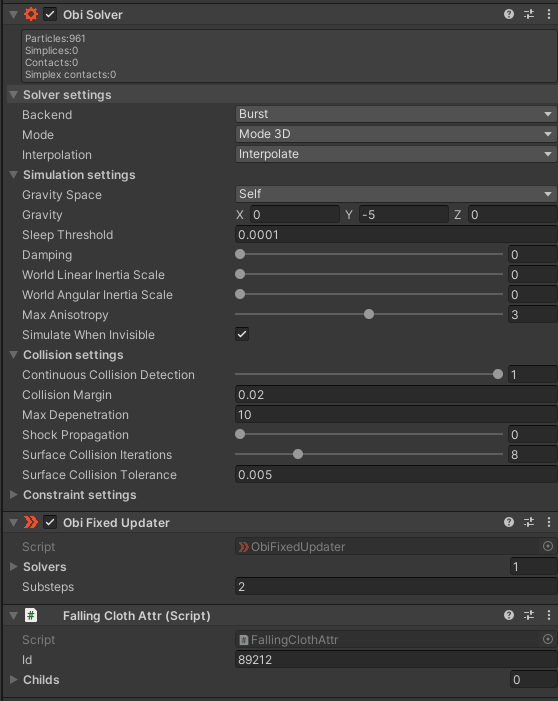 Obi Solver
Particles:961
Simplices:0
Contacts:0
Simplex contacts:0
Solver settings
Backend Burst
Mode Mode 3D
Interpolation Interpolate
Simulation settings
Gravity Space Self
Gravity X 0 Y -5 Z 0
Sleep Threshold 0.0001
Damping 0
World Linear Inertia Scale 0
World Angular Inertia Scale 0
Max Anisotropy 3
Simulate When Invisible
Collision settings
Continuous Collision Detection 1
Collision Margin 0.02
Max Depenetration 10
Shock Propagation 0
Surface Collision Iterations 8
Surface Collision Tolerance 0.005
Constraint settings
Obi Fixed Updater
Script ObiFixedUpdater
Solvers 1
Substeps 2
# Falling Cloth Attr (Script)
Script FallingClothAttr
Id 89212
Childs 0